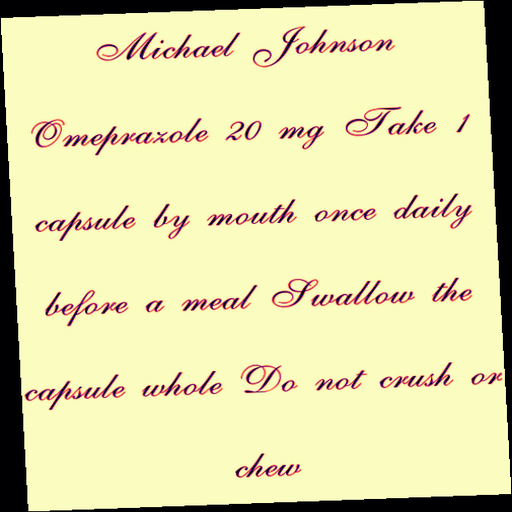 Michael Johnson
Omeprazole 20 mg Take 1
capsule by mouth once daily
before a meal Swallow the
capsule whole Do not crush or
chew